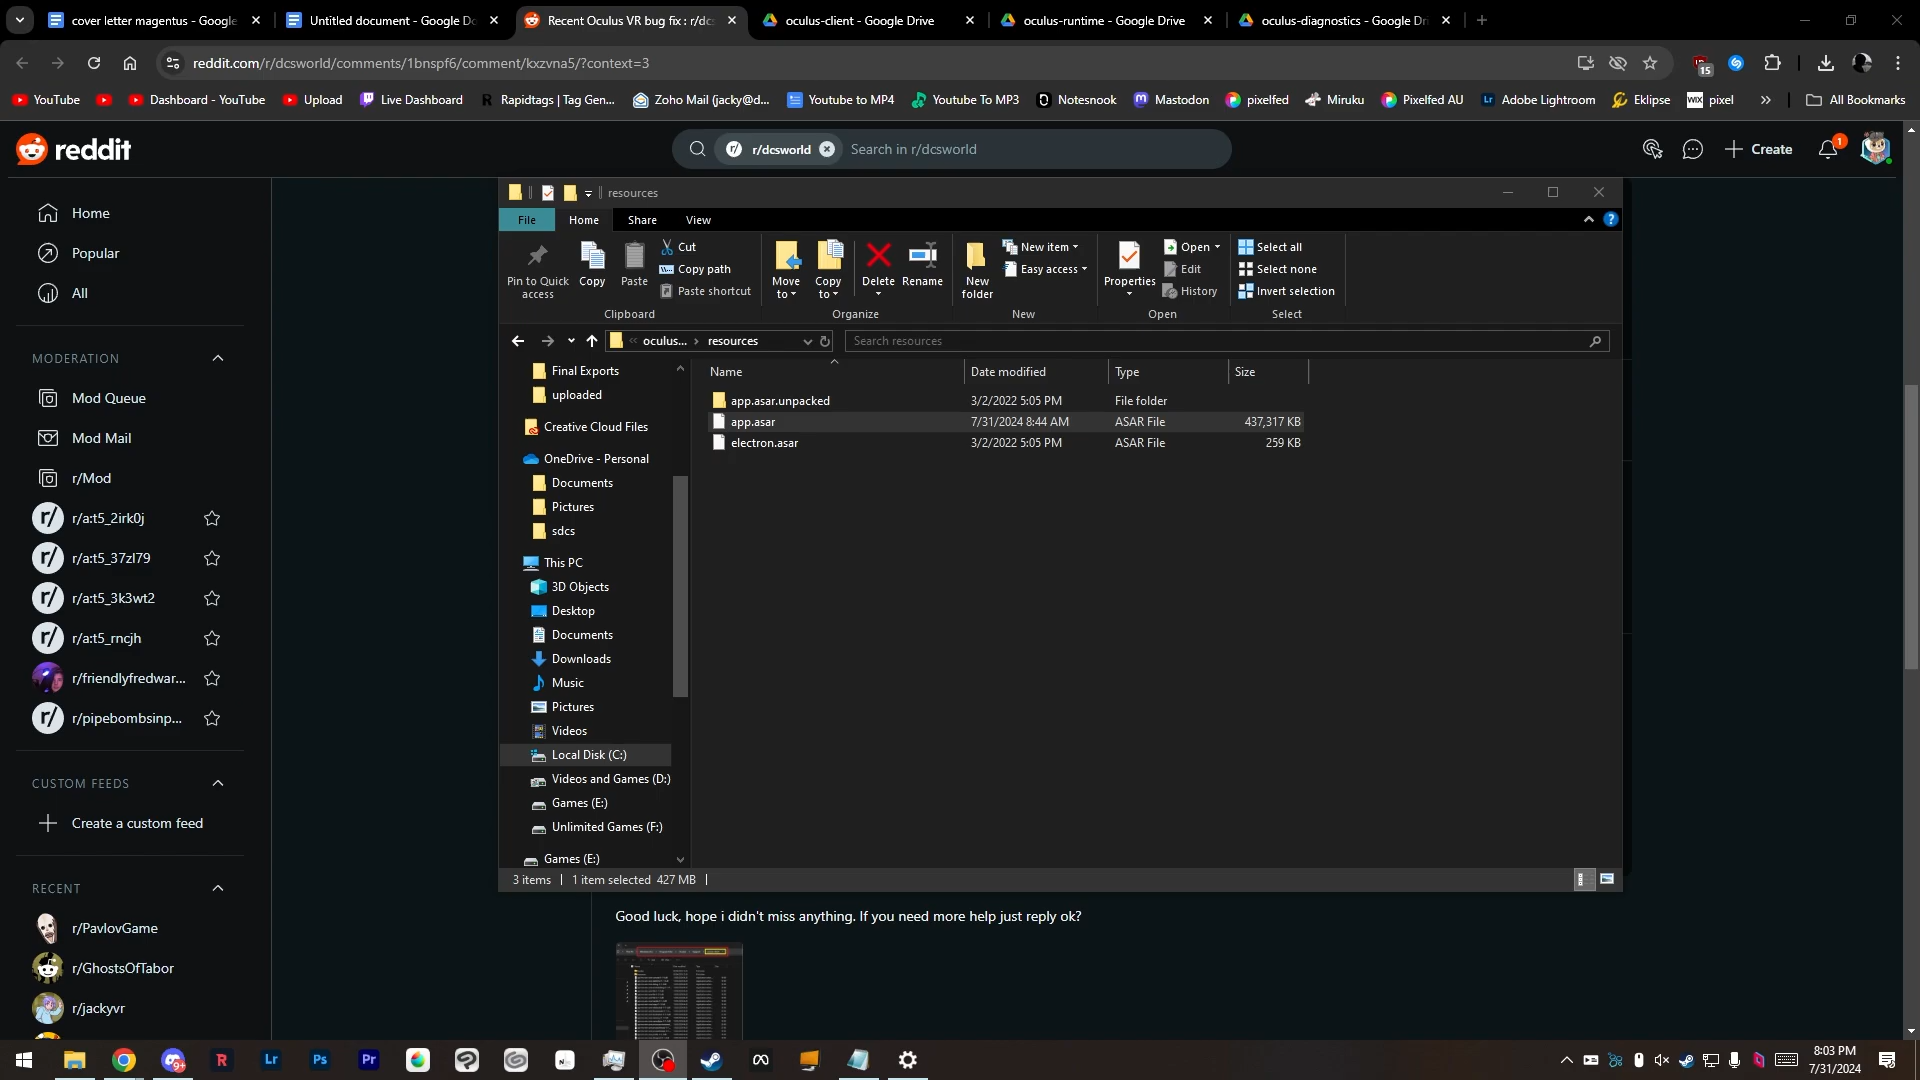 cover letter magentus - Google
Untitled document - Google Do
Recent Oculus VR bug fix : r/dcs
oculus-client - Google Drive
oculus-runtime - Google Drive
oculus-diagnostics - Google Dri
reddit.com/r/dcsworld/comments/1bnspf6/comment/kxzvna5/?context=3
15
YouTube
Dashboard - YouTube
Upload
Live Dashboard
Rapidtags | Tag Gen...
Zoho Mail (jacky@d...
Youtube to MP4
Youtube To MP3
Notesnook
Mastodon
pixelfed
Miruku
Pixelfed AU
Adobe Lightroom
Eklipse
pixel
All Bookmarks
reddit
r/dcsworld
Search in r/dcsworld
Create
1
Home
Popular
All
MODERATION
Mod Queue
Mod Mail
r/Mod
r/a:t5_2irk0j
r/a:t5_37zl79
r/a:t5_3k3wt2
r/a:t5_rncjh
r/friendlyfredwar...
r/pipebombsinp...
CUSTOM FEEDS
Create a custom feed
RECENT
r/PavlovGame
r/GhostsOfTabor
r/jackyvr
resources
File
Home
Share
View
Pin to Quick access
Copy
Paste
Cut
Copy path
Paste shortcut
Clipboard
Move to
Copy to
Delete
Rename
Organize
New folder
New item
Easy access
New
Properties
Open
Edit
History
Open
Select all
Select none
Invert selection
Select
oculus...
resources
Search resources
Final Exports
uploaded
Creative Cloud Files
OneDrive - Personal
Documents
Pictures
sdcs
This PC
3D Objects
Desktop
Documents
Downloads
Music
Pictures
Videos
Local Disk (C:)
Videos and Games (D:)
Games (E:)
Unlimited Games (F:)
Games (E:)
Name Date modified Type Size
app.asar.unpacked 3/2/2022 5:05 PM File folder
app.asar 7/31/2024 8:44 AM ASAR File 437,317 KB
electron.asar 3/2/2022 5:05 PM ASAR File 259 KB
3 items
1 item selected 427 MB
Good luck, hope i didn't miss anything. If you need more help just reply ok?
8:03 PM
7/31/2024